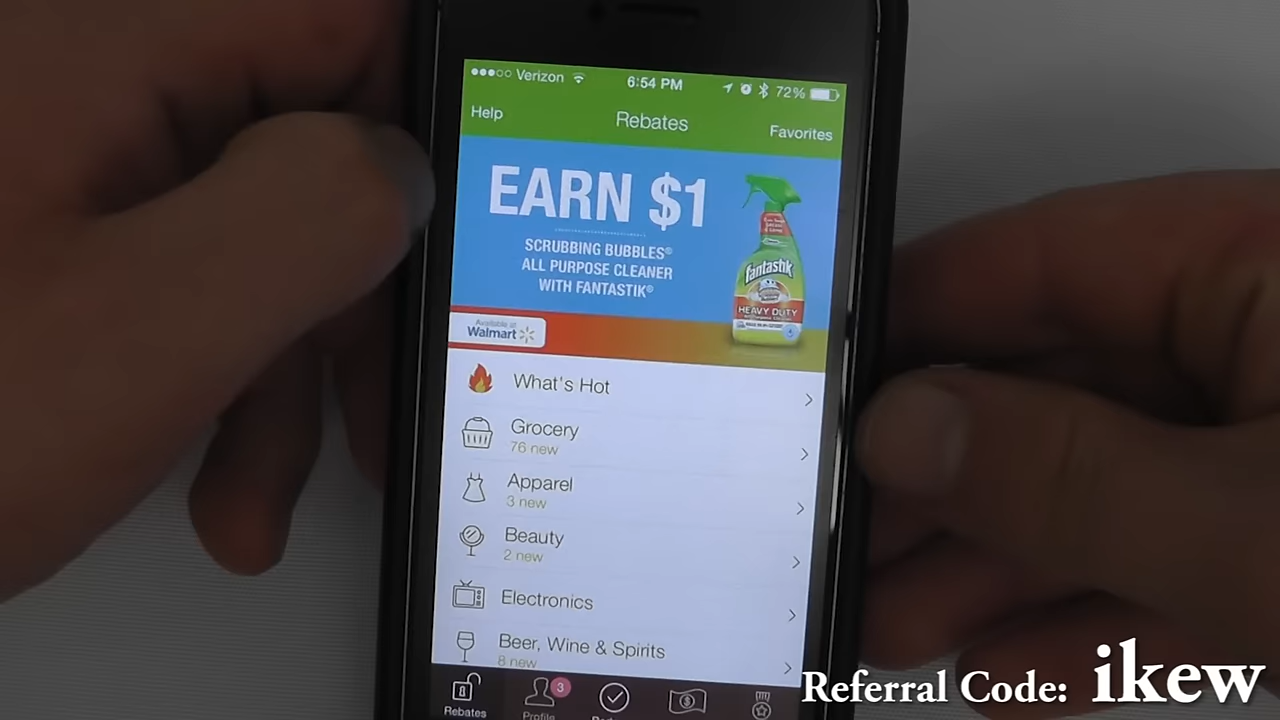 Verizon 6:54 PM 72%
Help Rebates Favorites
EARN $1
SCRUBBING BUBBLES®
ALL PURPOSE CLEANER
WITH FANTASTIK®
fantastik
HEAVY DUTY
Available at
Walmart
What's Hot
Grocery
76 new
Apparel
3 new
Beauty
2 new
Electronics
Beer, Wine & Spirits
8 new
3
Rebates Profile
Referral Code: ikew